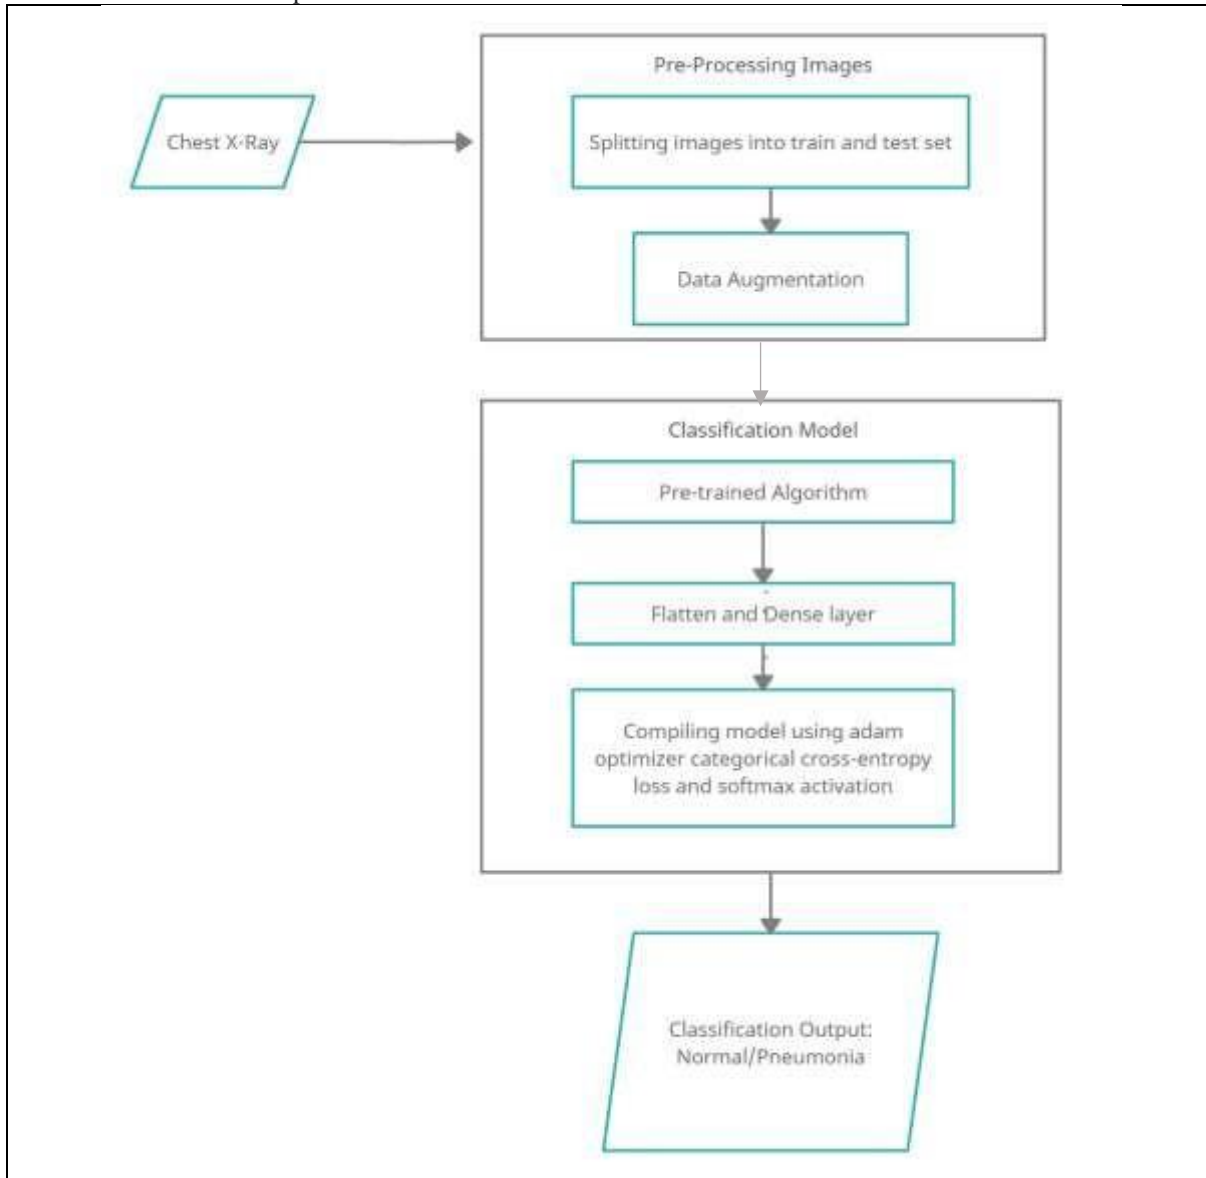 Pre-Processing Images
Chest X-Ray
Splitting images into train and test set
Data Augmentation
Classification Model
Pre-trained Algorithm
Flatten and Dense layer
Compiling model using adam
optimizer categorical cross-entropy
loss and softmax activation
Classification Output:
Normal/Pneumonia